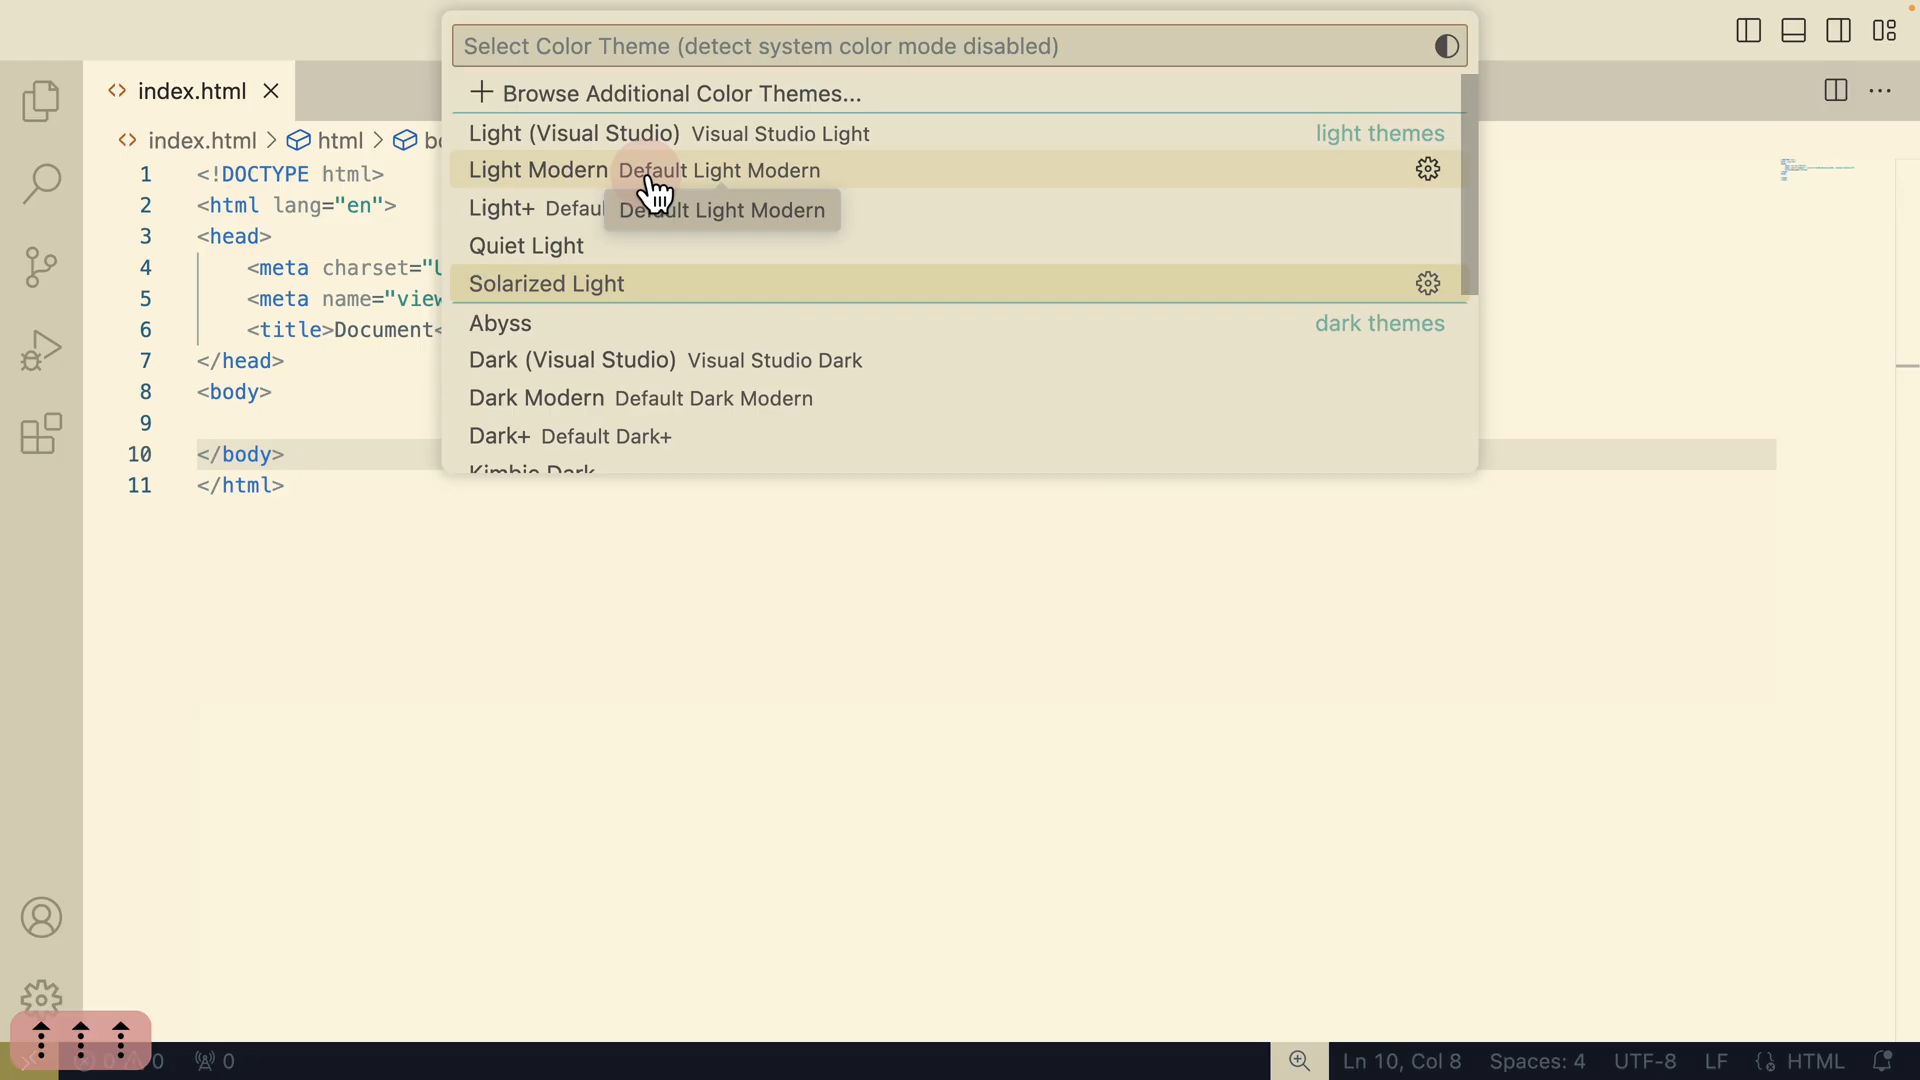 Select Color Theme (detect system color mode disabled)
Browse Additional Color Themes...
Light (Visual Studio) Visual Studio Light light themes
Light Modern Default Light Modern
Light+
Default Light Modern
Quiet Light
Solarized Light
Abyss dark themes
Dark (Visual Studio) Visual Studio Dark
Dark Modern Default Dark Modern
Dark+ Default Dark+
Kimbie Dark
index.html
index.html > html >
1 <!DOCTYPE html>
2 <html lang="en">
3 <head>
4 <meta charset="U
5 <meta name="view
6 <title>Document<
7 </head>
8 <body>
9
10 </body>
11 </html>
0 0 0
Ln 10, Col 8 Spaces: 4 UTF-8 LF HTML